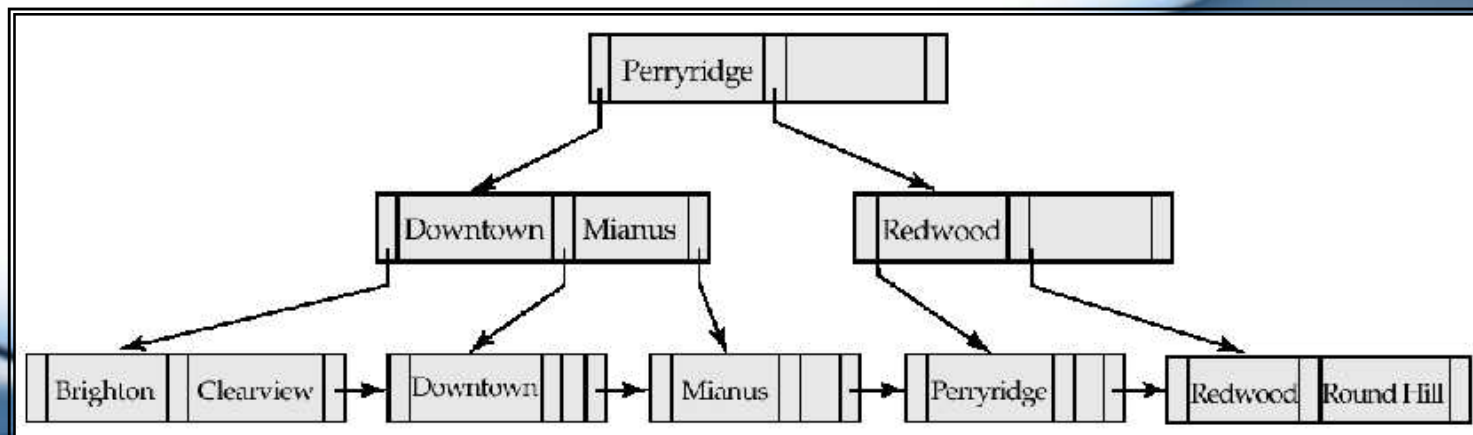 Perryridge
Downtown Mianus Redwood
Brighton Clearview Downtown Mianus Perryridge Redwood Round Hill